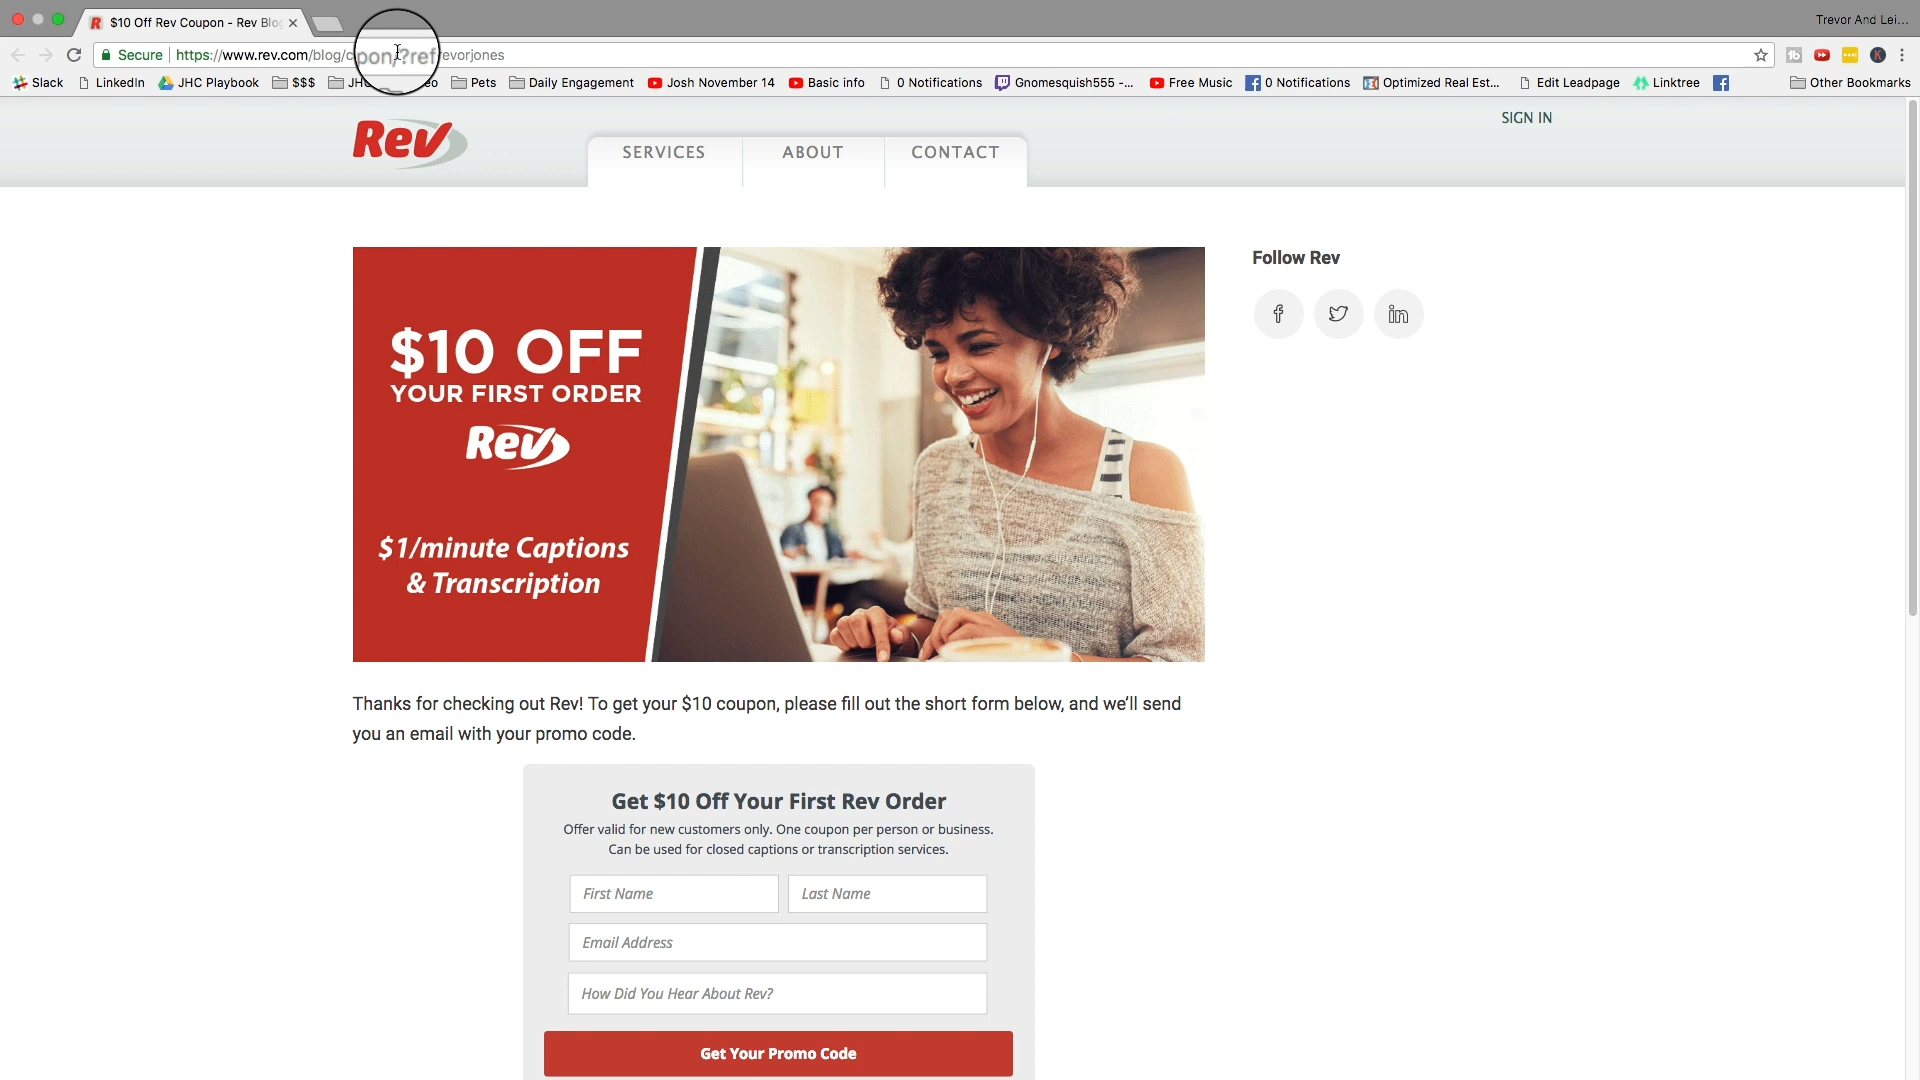 $10 Off Rev Coupon - Rev Blog
Trevor And Lei...
Secure https://www.rev.com/blog/c pon/?ref revorjones
Slack LinkedIn JHC Playbook $$$ JHC eo Pets Daily Engagement Josh November 14 Basic info 0 Notifications Gnomesquish555 -... Free Music 0 Notifications Optimized Real Est... Edit Leadpage Linktree Other Bookmarks
SIGN IN
Rev
SERVICES ABOUT CONTACT
$10 OFF
YOUR FIRST ORDER
Rev
$1/minute Captions
& Transcription
Follow Rev
Thanks for checking out Rev! To get your $10 coupon, please fill out the short form below, and we’ll send
you an email with your promo code.
Get $10 Off Your First Rev Order
Offer valid for new customers only. One coupon per person or business.
Can be used for closed captions or transcription services.
First Name Last Name
Email Address
How Did You Hear About Rev?
Get Your Promo Code